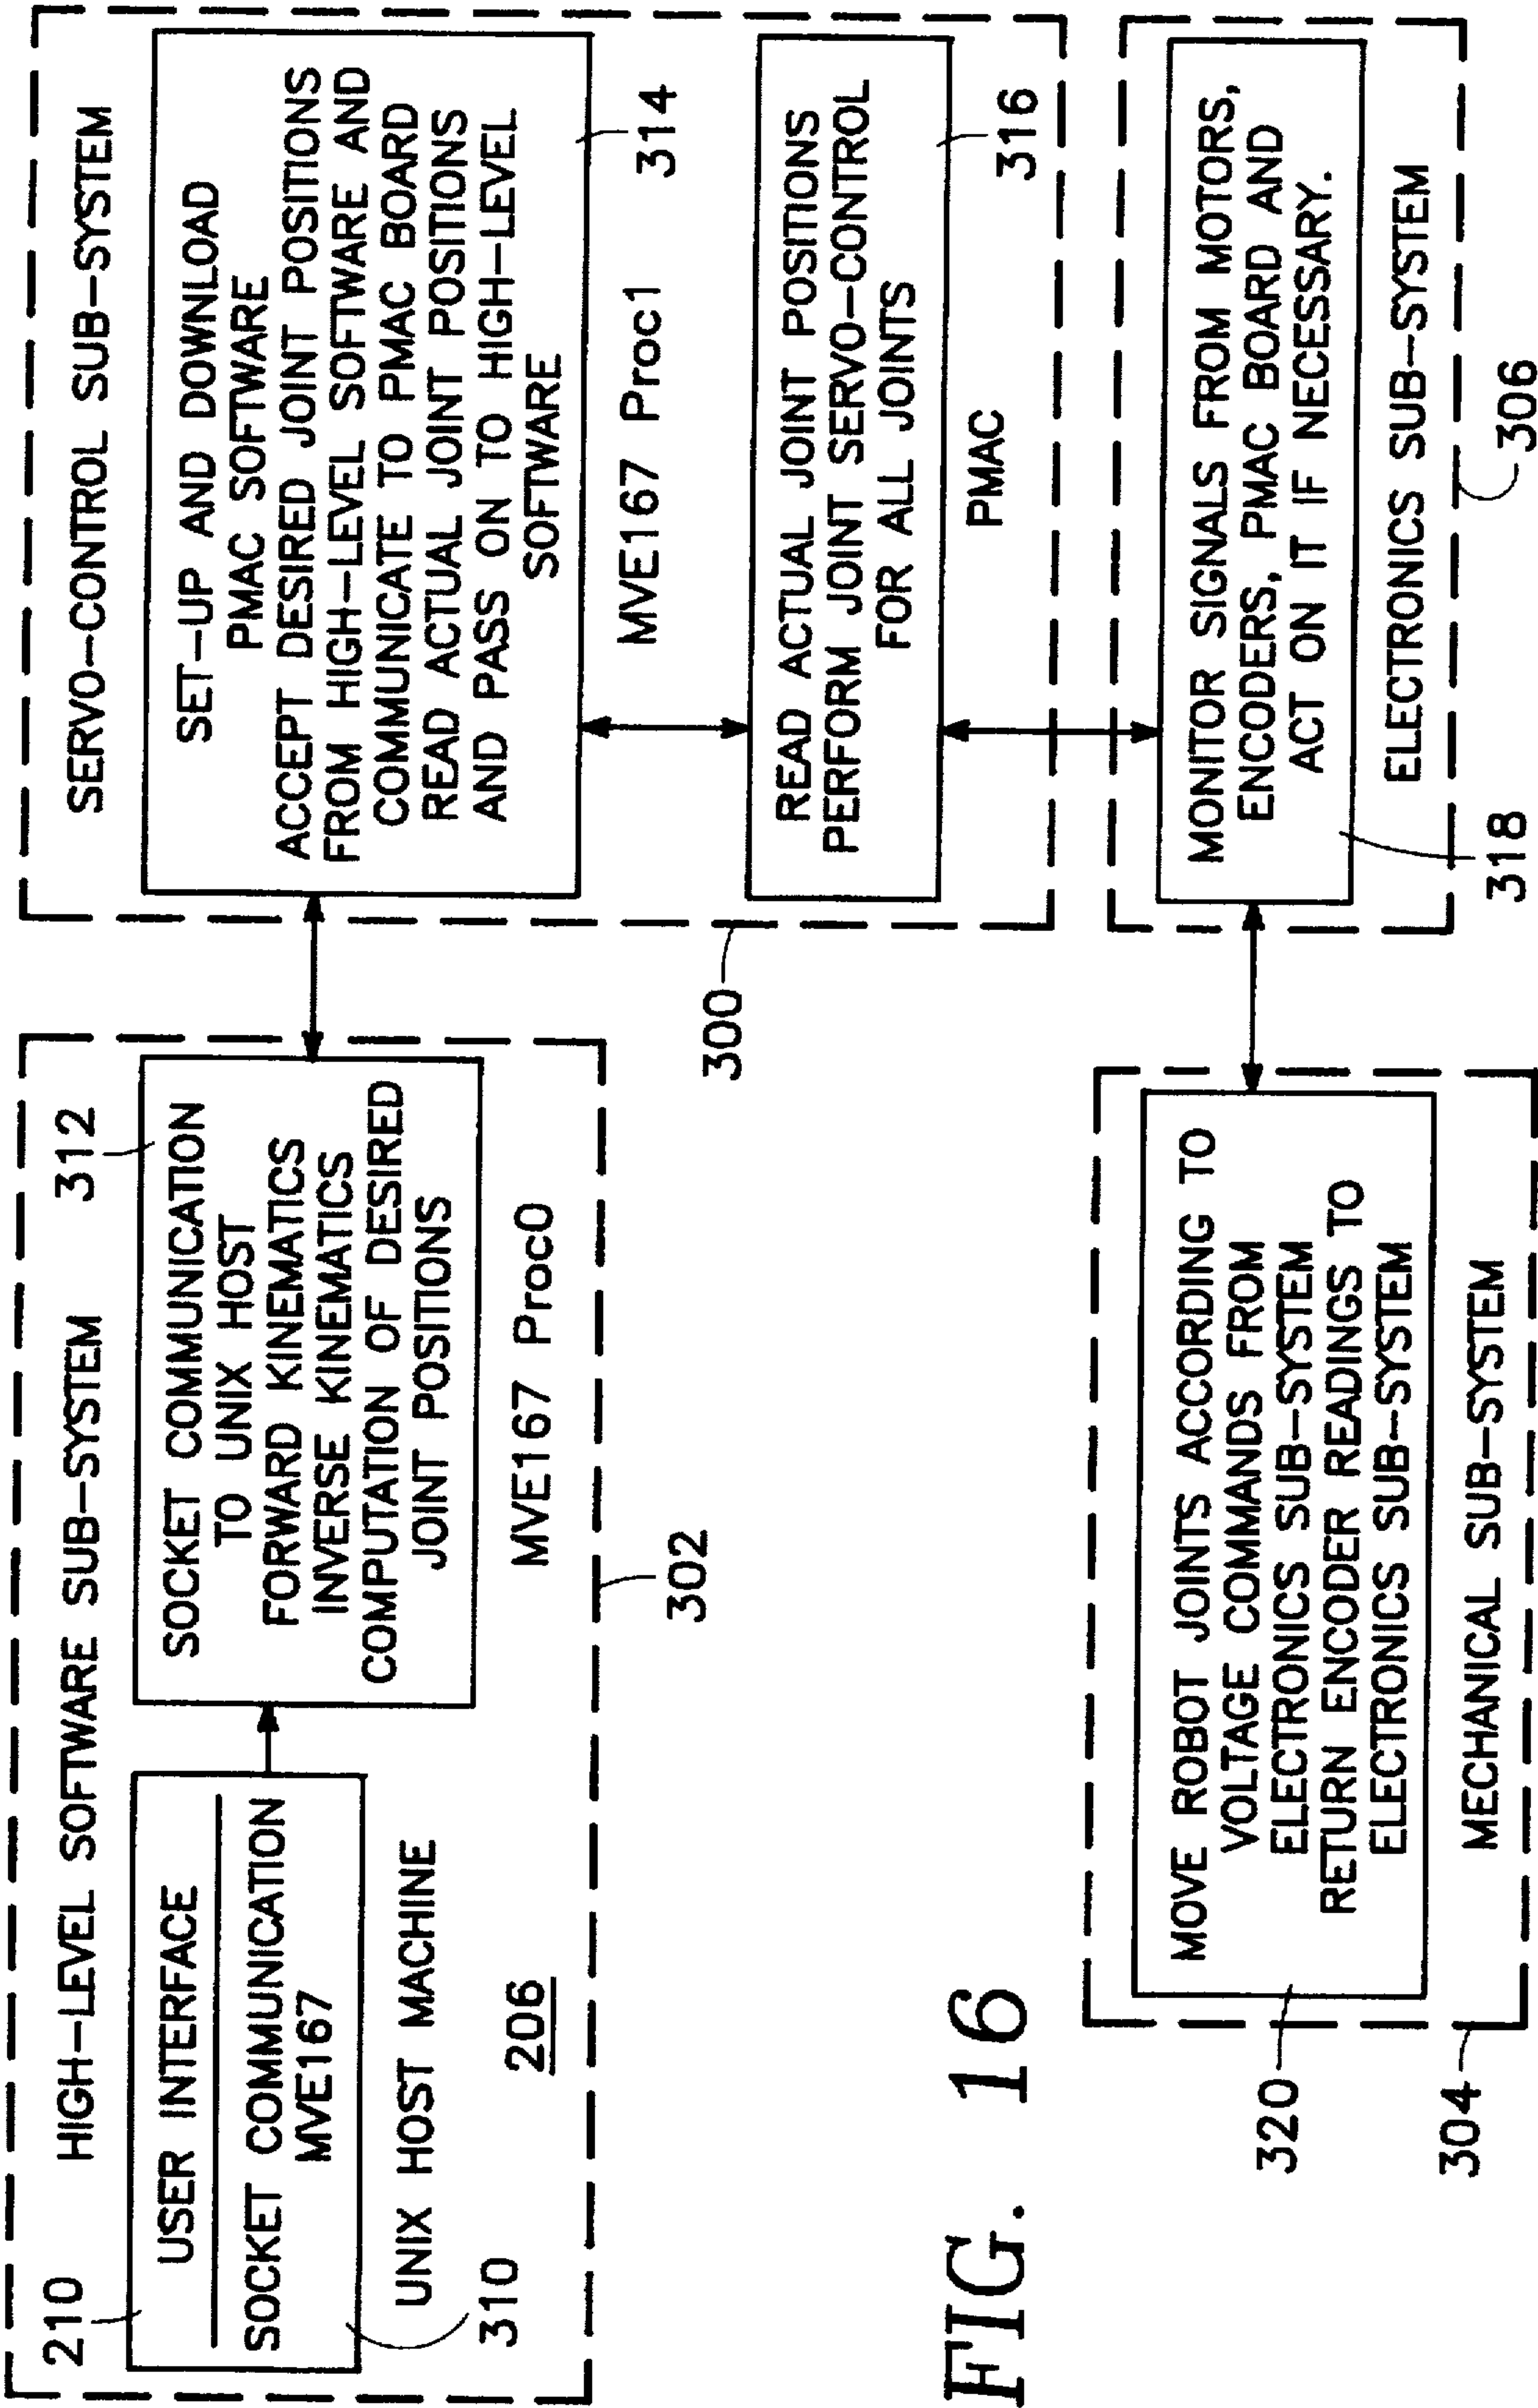 HIGH-LEVEL SOFTWARE SUB-SYSTEM
312
210
USER INTERFACE
SOCKET COMMUNICATION
MVE167
310
UNIX HOST MACHINE
206
SOCKET COMMUNICATION
TO UNIX HOST
FORWARD KINEMATICS
INVERSE KINEMATICS
COMPUTATION OF DESIRED
JOINT POSITIONS
MVE167 Proc0
302
SERVO-CONTROL SUB-SYSTEM
SET-UP AND DOWNLOAD
PMAC SOFTWARE
ACCEPT DESIRED JOINT POSITIONS
FROM HIGH-LEVEL SOFTWARE AND
COMMUNICATE TO PMAC BOARD
READ ACTUAL JOINT POSITIONS
AND PASS ON TO HIGH-LEVEL
SOFTWARE
314
MVE167 Proc1
300
READ ACTUAL JOINT POSITIONS
PERFORM JOINT SERVO-CONTROL
FOR ALL JOINTS
316
PMAC
MONITOR SIGNALS FROM MOTORS,
ENCODERS, PMAC BOARD AND
ACT ON IT IF NECESSARY.
ELECTRONICS SUB-SYSTEM
318
306
MOVE ROBOT JOINTS ACCORDING TO
VOLTAGE COMMANDS FROM
ELECTRONICS SUB-SYSTEM
RETURN ENCODER READINGS TO
ELECTRONICS SUB-SYSTEM
MECHANICAL SUB-SYSTEM
320
304
FIG. 16